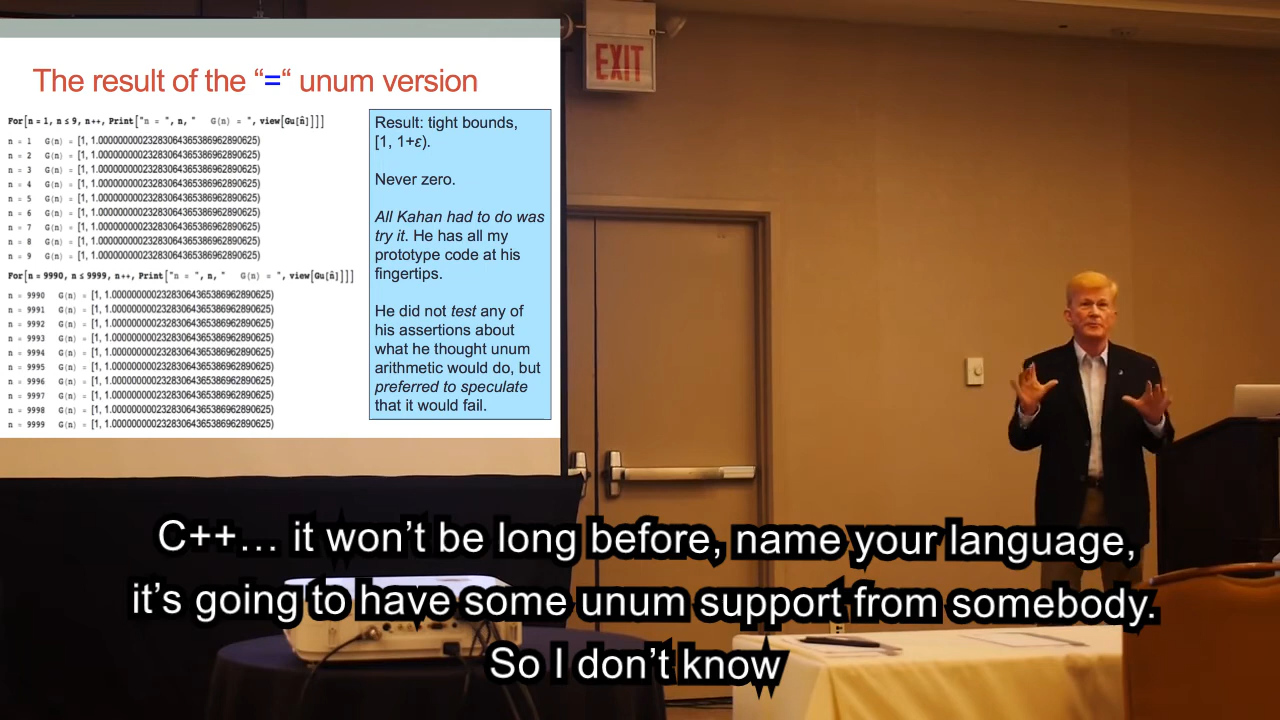 EXIT
The result of the “=“ unum version
For[n = 1, n ≤ 9, n++, Print["n = ", n, " G(n) = ", view[Gu[n̂]]]]
n = 1 G(n) = [1, 1.00000000023283064365386962890625)
n = 2 G(n) = [1, 1.00000000023283064365386962890625)
n = 3 G(n) = [1, 1.00000000023283064365386962890625)
n = 4 G(n) = [1, 1.00000000023283064365386962890625)
n = 5 G(n) = [1, 1.00000000023283064365386962890625)
n = 6 G(n) = [1, 1.00000000023283064365386962890625)
n = 7 G(n) = [1, 1.00000000023283064365386962890625)
n = 8 G(n) = [1, 1.00000000023283064365386962890625)
n = 9 G(n) = [1, 1.00000000023283064365386962890625)
For[n = 9990, n ≤ 9999, n++, Print["n = ", n, " G(n) = ", view[Gu[n̂]]]]
n = 9990 G(n) = [1, 1.00000000023283064365386962890625)
n = 9991 G(n) = [1, 1.00000000023283064365386962890625)
n = 9992 G(n) = [1, 1.00000000023283064365386962890625)
n = 9993 G(n) = [1, 1.00000000023283064365386962890625)
n = 9994 G(n) = [1, 1.00000000023283064365386962890625)
n = 9995 G(n) = [1, 1.00000000023283064365386962890625)
n = 9996 G(n) = [1, 1.00000000023283064365386962890625)
n = 9997 G(n) = [1, 1.00000000023283064365386962890625)
n = 9998 G(n) = [1, 1.00000000023283064365386962890625)
n = 9999 G(n) = [1, 1.00000000023283064365386962890625)
Result: tight bounds,
[1, 1+ε).
Never zero.
All Kahan had to do was
try it. He has all my
prototype code at his
fingertips.
He did not test any of
his assertions about
what he thought unum
arithmetic would do, but
preferred to speculate
that it would fail.
C++… it won’t be long before, name your language,
it’s going to have some unum support from somebody.
So I don’t know